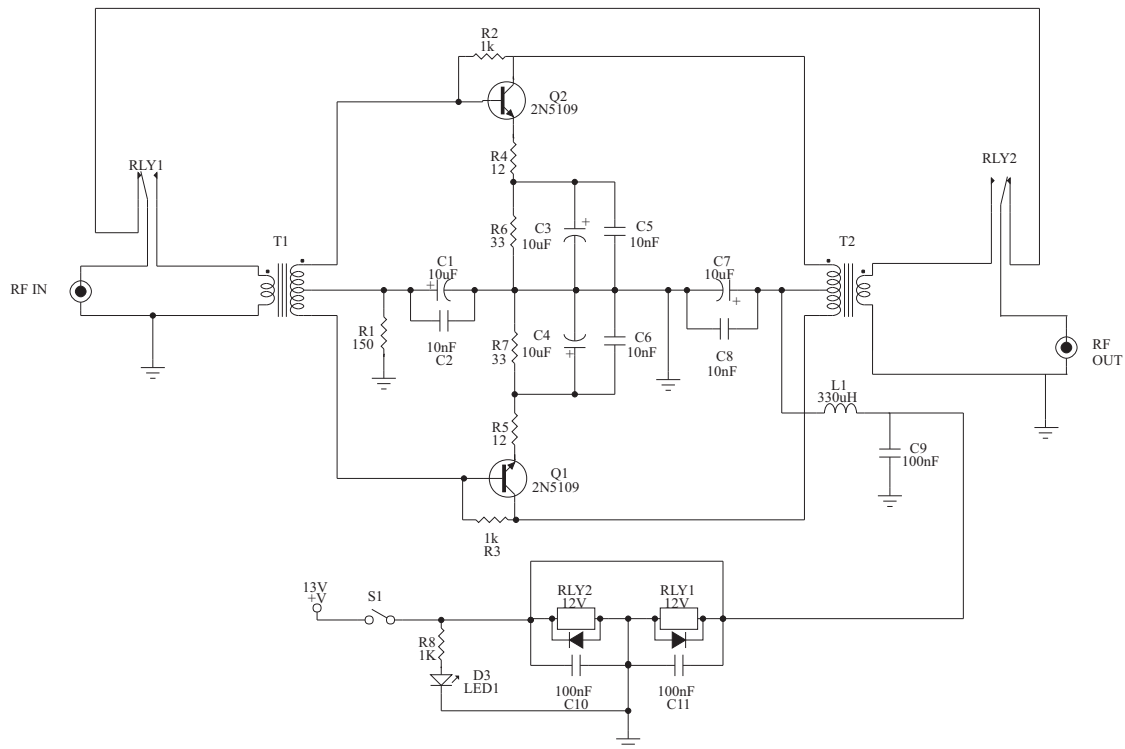 R2
1k
Q2
2N5109
RLY1
RLY2
R4
12
T1
R6
33
C3
10uF
+
C5
10nF
T2
C1
10uF
+
C7
10uF
+
RF IN
R1
150
10nF
C2
R7
33
C4
10uF
+
C6
10nF
C8
10nF
RF
OUT
L1
330uH
R5
12
C9
100nF
Q1
2N5109
1k
R3
13V
+V
S1
RLY2
12V
RLY1
12V
R8
1K
D3
LED1
100nF
C10
100nF
C11